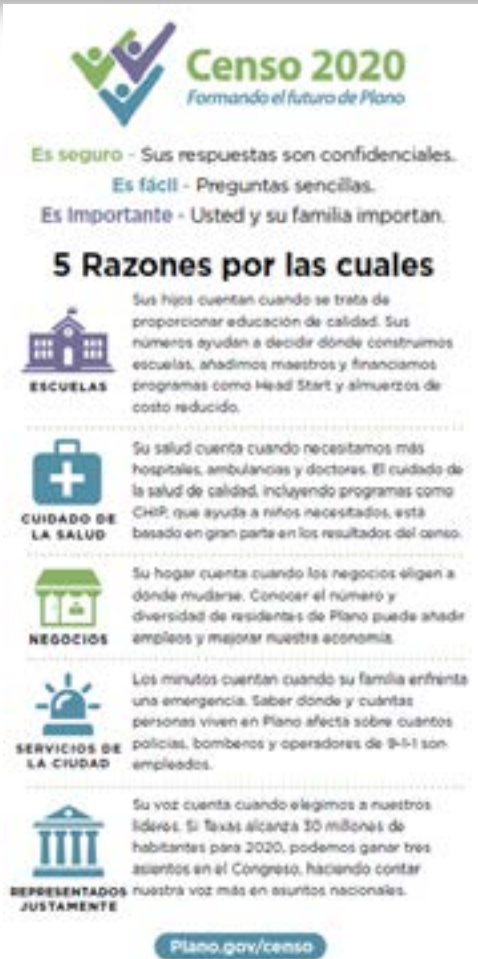 Censo 2020
Formando el futuro de Plano
Es seguro - Sus respuestas son confidenciales.
Es fácil - Preguntas sencillas.
Es Importante - Usted y su familia importan.
5 Razones por las cuales
Sus hijos cuentan cuando se trata de
proporcionar educación de calidad. Sus
números ayudan a decidir dónde construimos
escuelas, añadimos maestros y financiamos
programas como Head Start y almuerzos de
costo reducido.
ESCUELAS
Su salud cuenta cuando necesitamos más
hospitales, ambulancias y doctores. El cuidado de
la salud de calidad, incluyendo programas como
CHIP, que ayuda a niños necesitados, está
basado en gran parte en los resultados del censo.
CUIDADO DE
LA SALUD
Su hogar cuenta cuando los negocios eligen a
dónde mudarse. Conocer el número y
diversidad de residentes de Plano puede añadir
empleos y mejorar nuestra economía.
NEGOCIOS
Los minutos cuentan cuando su familia enfrenta
una emergencia. Saber dónde y cuántas
personas viven en Plano afecta sobre cuántos
policías, bomberos y operadores de 9-1-1 son
empleados.
SERVICIOS DE
LA CIUDAD
Su voz cuenta cuando elegimos a nuestros
líderes. Si Texas alcanza 30 millones de
habitantes para 2020, podemos ganar tres
asientos en el Congreso, haciendo contar
nuestra voz más en asuntos nacionales.
REPRESENTADOS
JUSTAMENTE
Plano.gov/censo